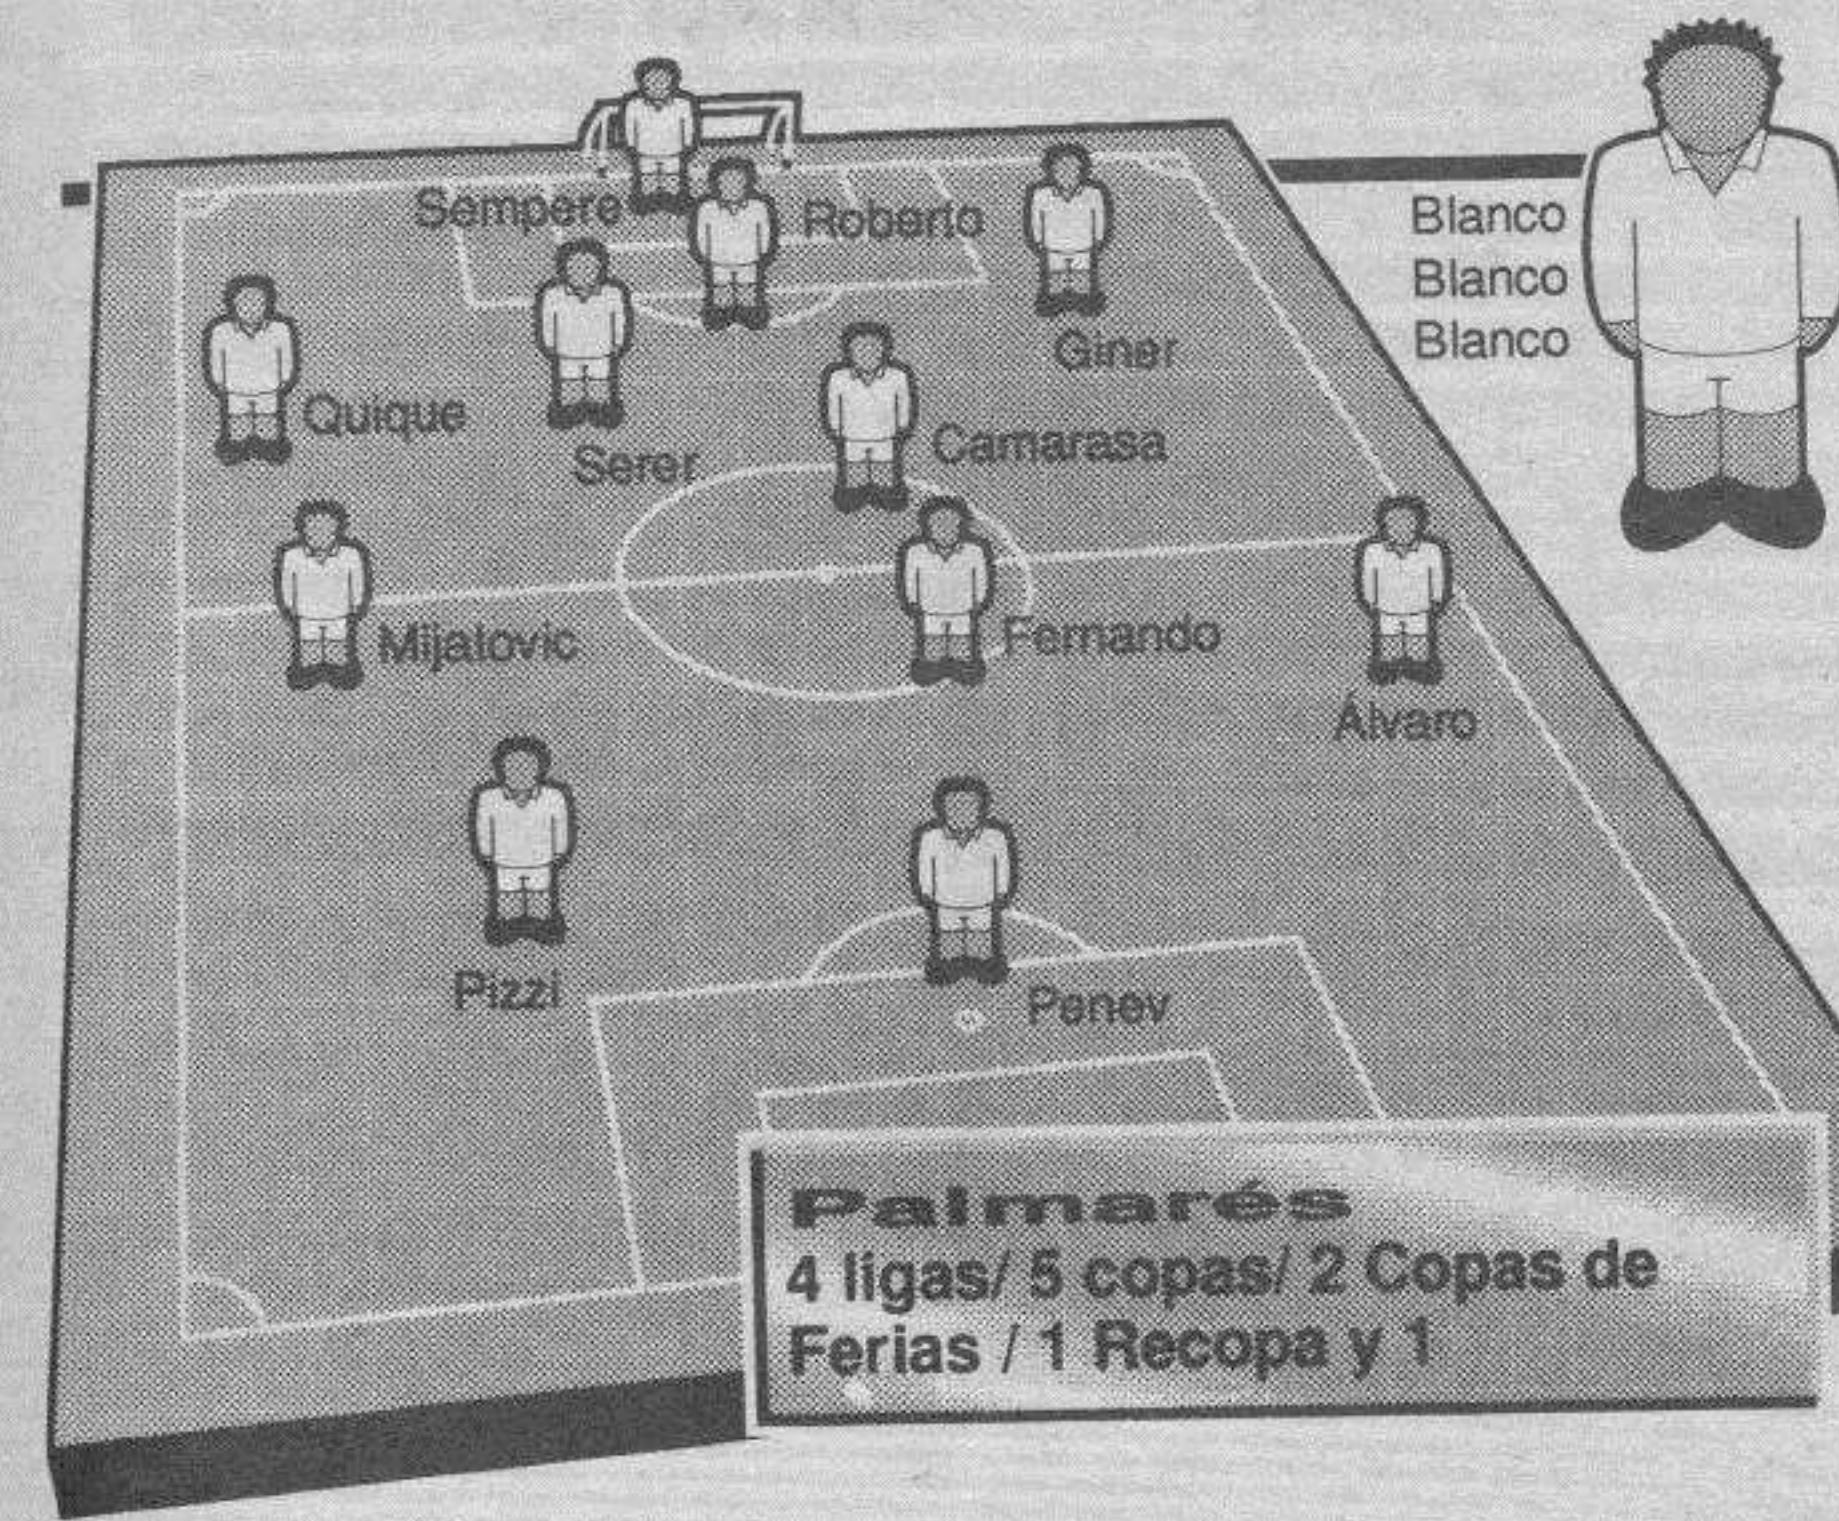 Sempere
Roberto
Giner
Quique
Serer
Camarasa
Mijatovic
Fernando
Álvaro
Pizzi
Penev
Blanco
Blanco
Blanco
Palmarés
4 ligas/ 5 copas/ 2 Copas de
Ferias / 1 Recopa y 1